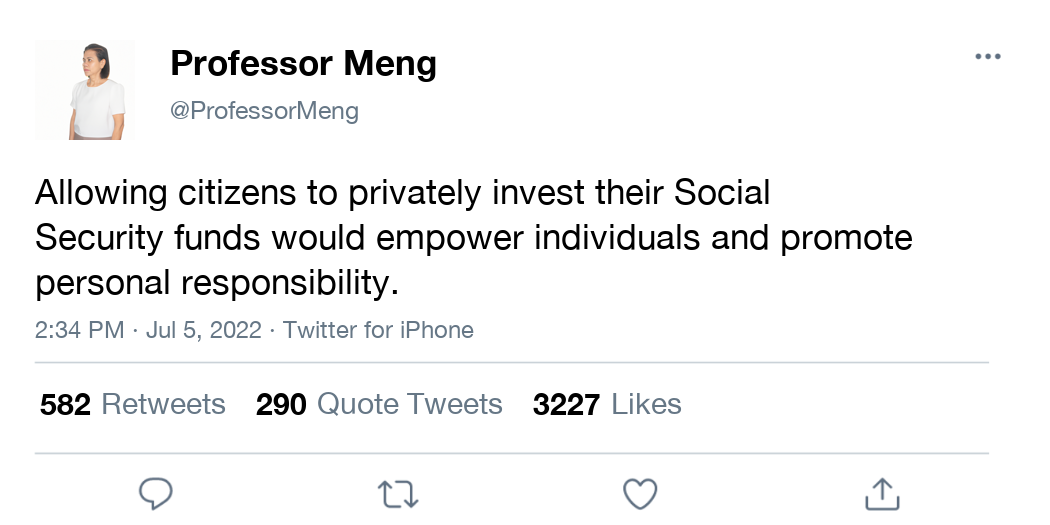 Professor Meng
@ProfessorMeng
Allowing citizens to privately invest their Social
Security funds would empower individuals and promote
personal responsibility.
2:34 PM · Jul 5, 2022 · Twitter for iPhone
582 Retweets 290 Quote Tweets 3227 Likes